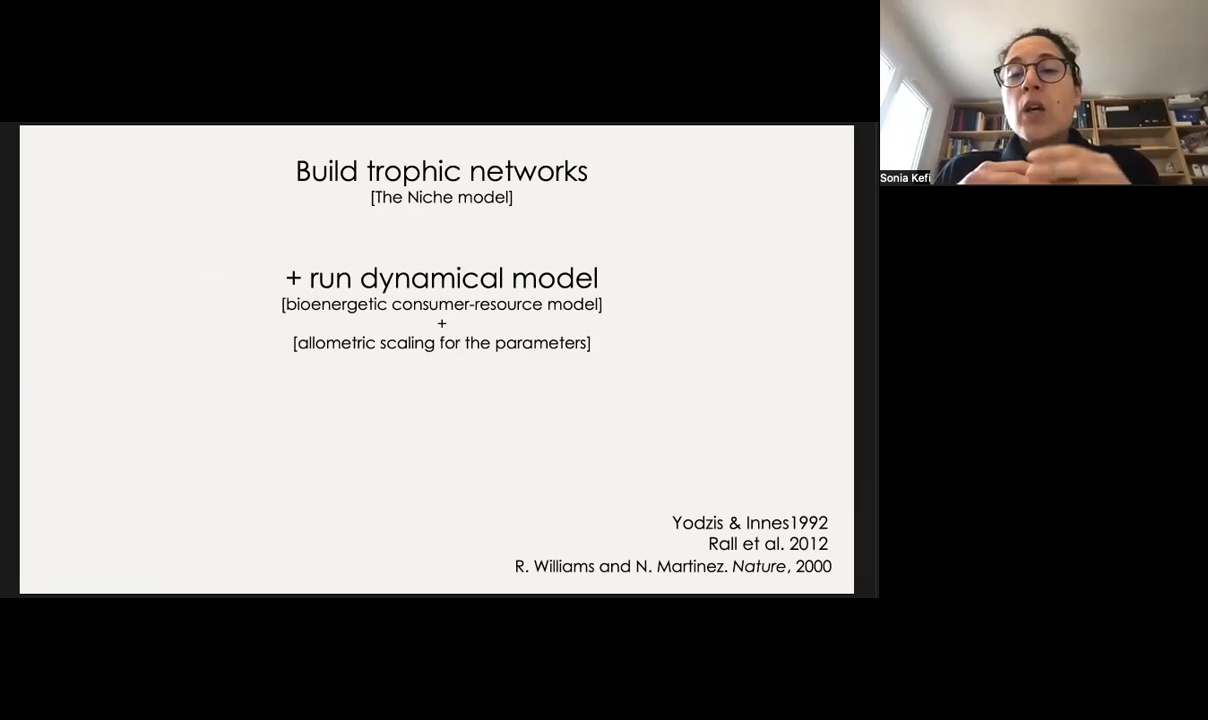 Build trophic networks
[The Niche model]
+ run dynamical model
[bioenergetic consumer-resource model]
+
[allometric scaling for the parameters]
Yodzis & Innes1992
Rall et al. 2012
R. Williams and N. Martinez. Nature, 2000
Sonia Kefi